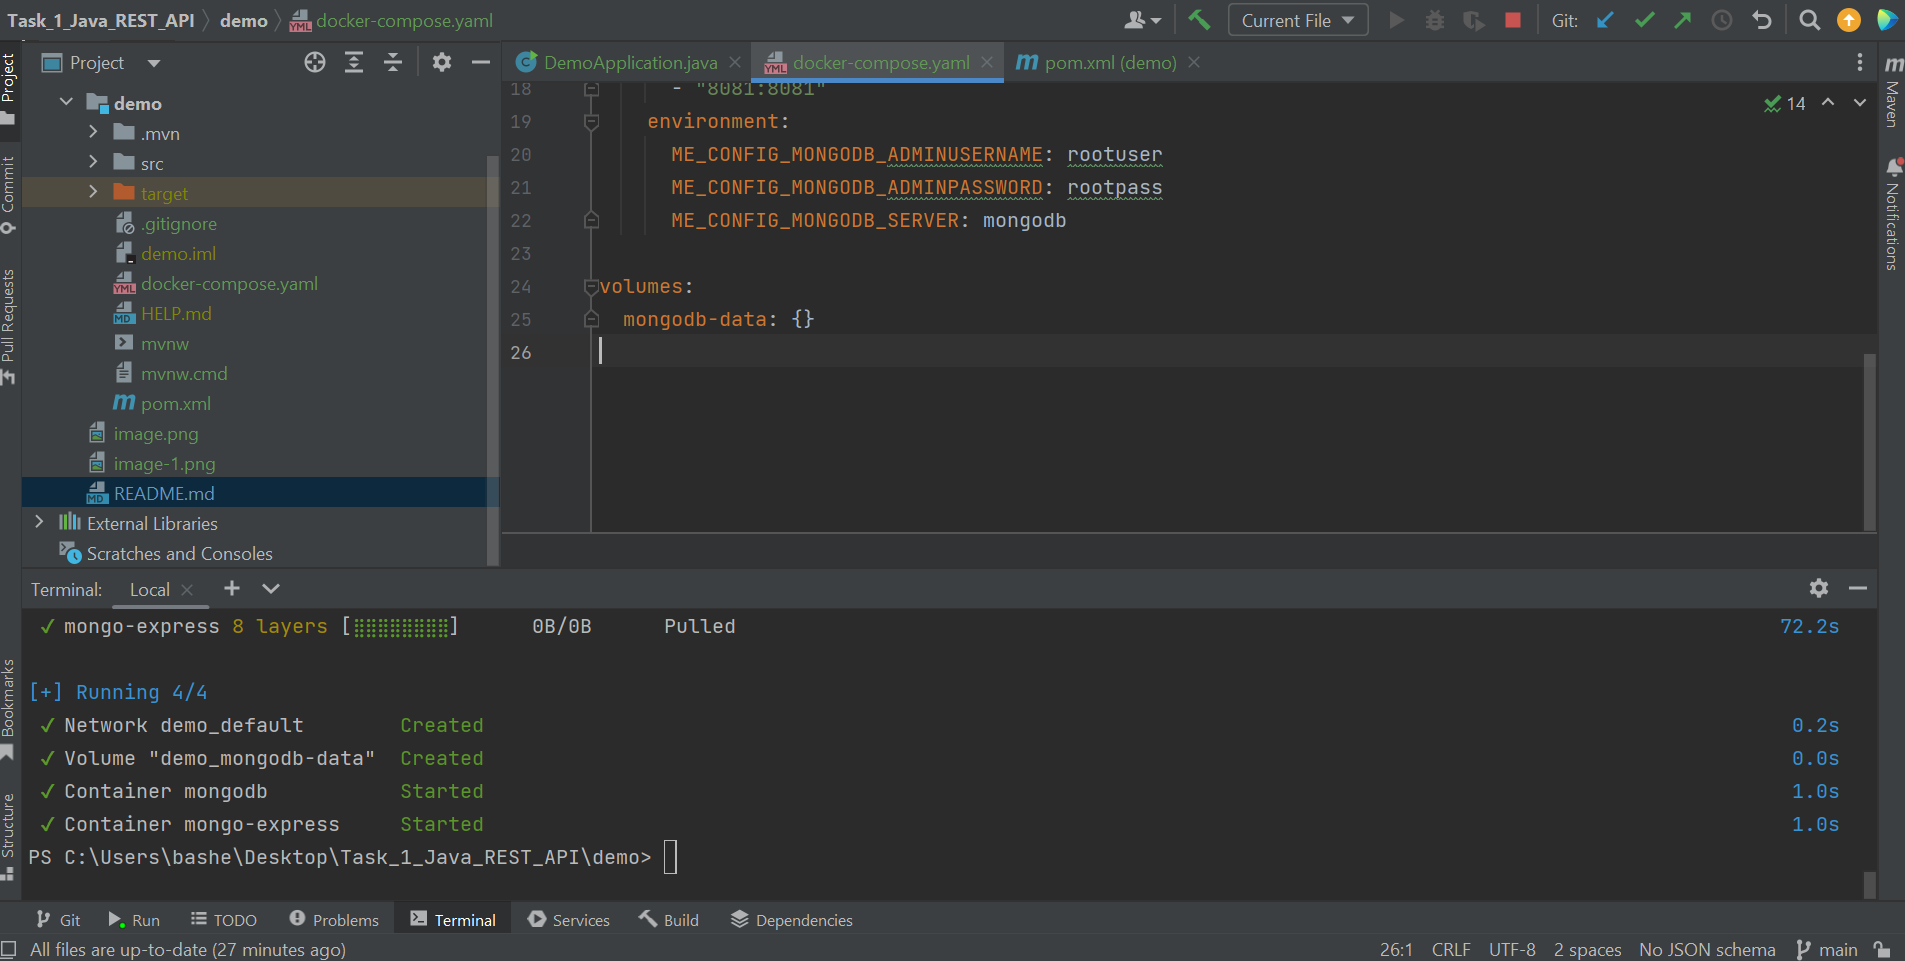 Task_1_Java_REST_API demo docker-compose.yaml Current File Git:
Project
DemoApplication.java docker-compose.yaml pom.xml (demo)
demo
.mvn
src
target
.gitignore
demo.iml
docker-compose.yaml
HELP.md
mvnw
mvnw.cmd
pom.xml
image.png
image-1.png
README.md
External Libraries
Scratches and Consoles
18 - "8081:8081"
19 environment:
20 ME_CONFIG_MONGODB_ADMINUSERNAME: rootuser
21 ME_CONFIG_MONGODB_ADMINPASSWORD: rootpass
22 ME_CONFIG_MONGODB_SERVER: mongodb
23
24 volumes:
25 mongodb-data: {}
26
14
Project
Commit
Pull Requests
Bookmarks
Structure
Maven
Notifications
Terminal: Local
✓ mongo-express 8 layers [⣿⣿⣿⣿⣿⣿⣿⣿] 0B/0B Pulled 72.2s
[+] Running 4/4
✓ Network demo_default Created 0.2s
✓ Volume "demo_mongodb-data" Created 0.0s
✓ Container mongodb Started 1.0s
✓ Container mongo-express Started 1.0s
PS C:\Users\bashe\Desktop\Task_1_Java_REST_API\demo>
Git Run TODO Problems Terminal Services Build Dependencies
All files are up-to-date (27 minutes ago) 26:1 CRLF UTF-8 2 spaces No JSON schema main